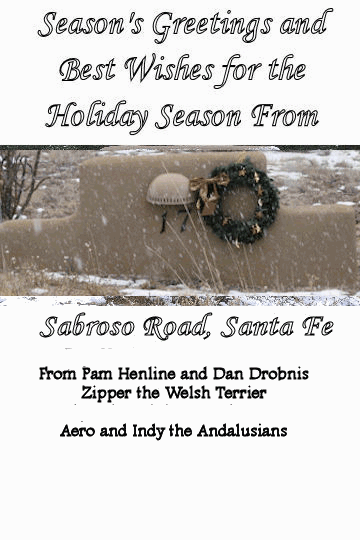 Season's Greetings and
Best Wishes for the
Holiday Season From
Sabroso Road, Santa Fe
From Pam Henline and Dan Drobnis
Zipper the Welsh Terrier
Aero and Indy the Andalusians